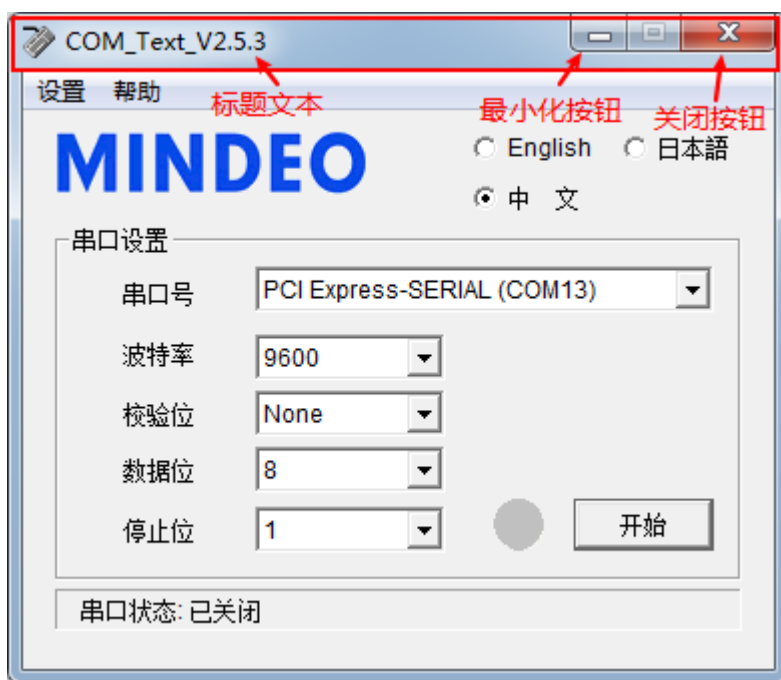 COM_Text_V2.5.3
设置 帮助
标题文本 最小化按钮 关闭按钮
MINDEO
English 日本語
中 文
串口设置
串口号 PCI Express-SERIAL (COM13)
波特率 9600
校验位 None
数据位 8
停止位 1
开始
串口状态: 已关闭